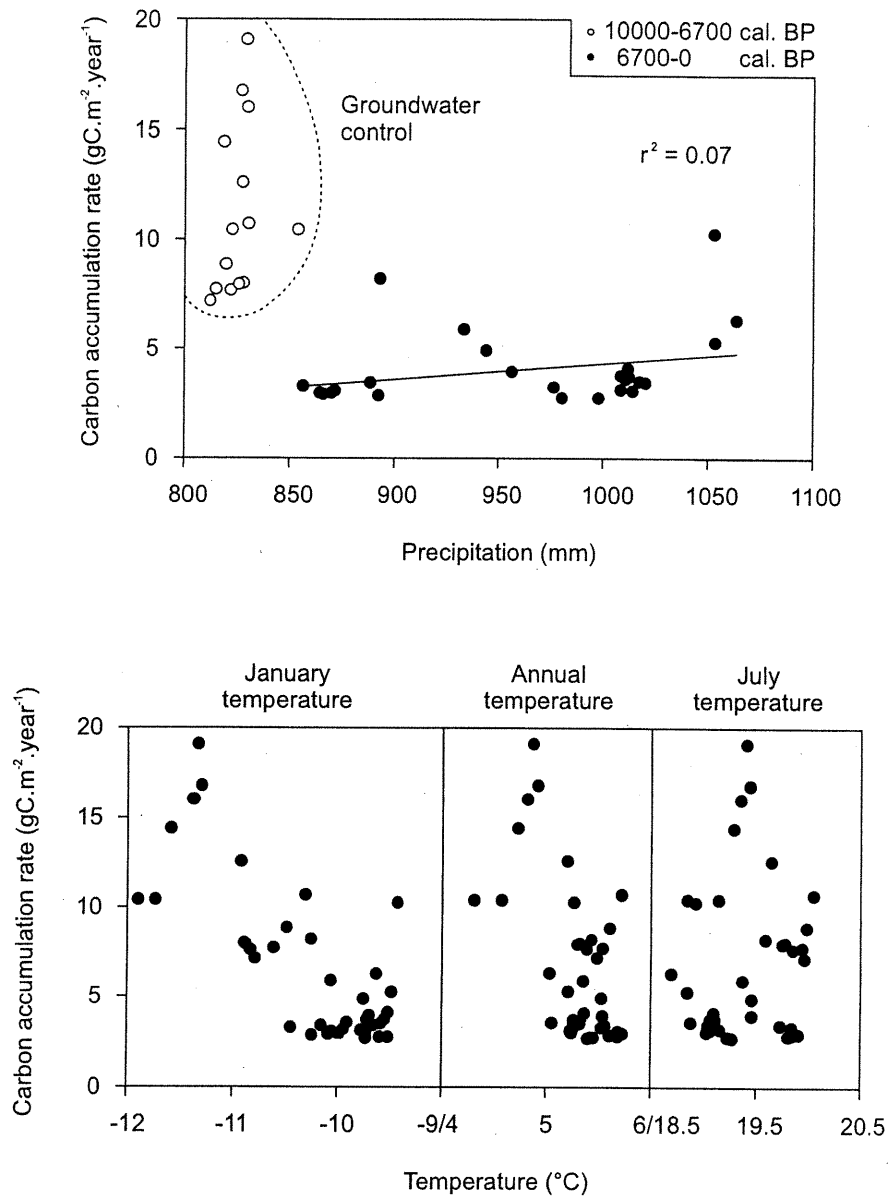 20
○ 10000-6700 cal. BP
● 6700-0 cal. BP
Groundwater
control
r² = 0.07
15
10
5
0
Carbon accumulation rate (gC.m⁻².year⁻¹)
800 850 900 950 1000 1050 1100
Precipitation (mm)
January
temperature
Annual
temperature
July
temperature
20
15
10
5
0
Carbon accumulation rate (gC.m⁻².year⁻¹)
-12 -11 -10 -9/4 5 6/18.5 19.5 20.5
Temperature (°C)